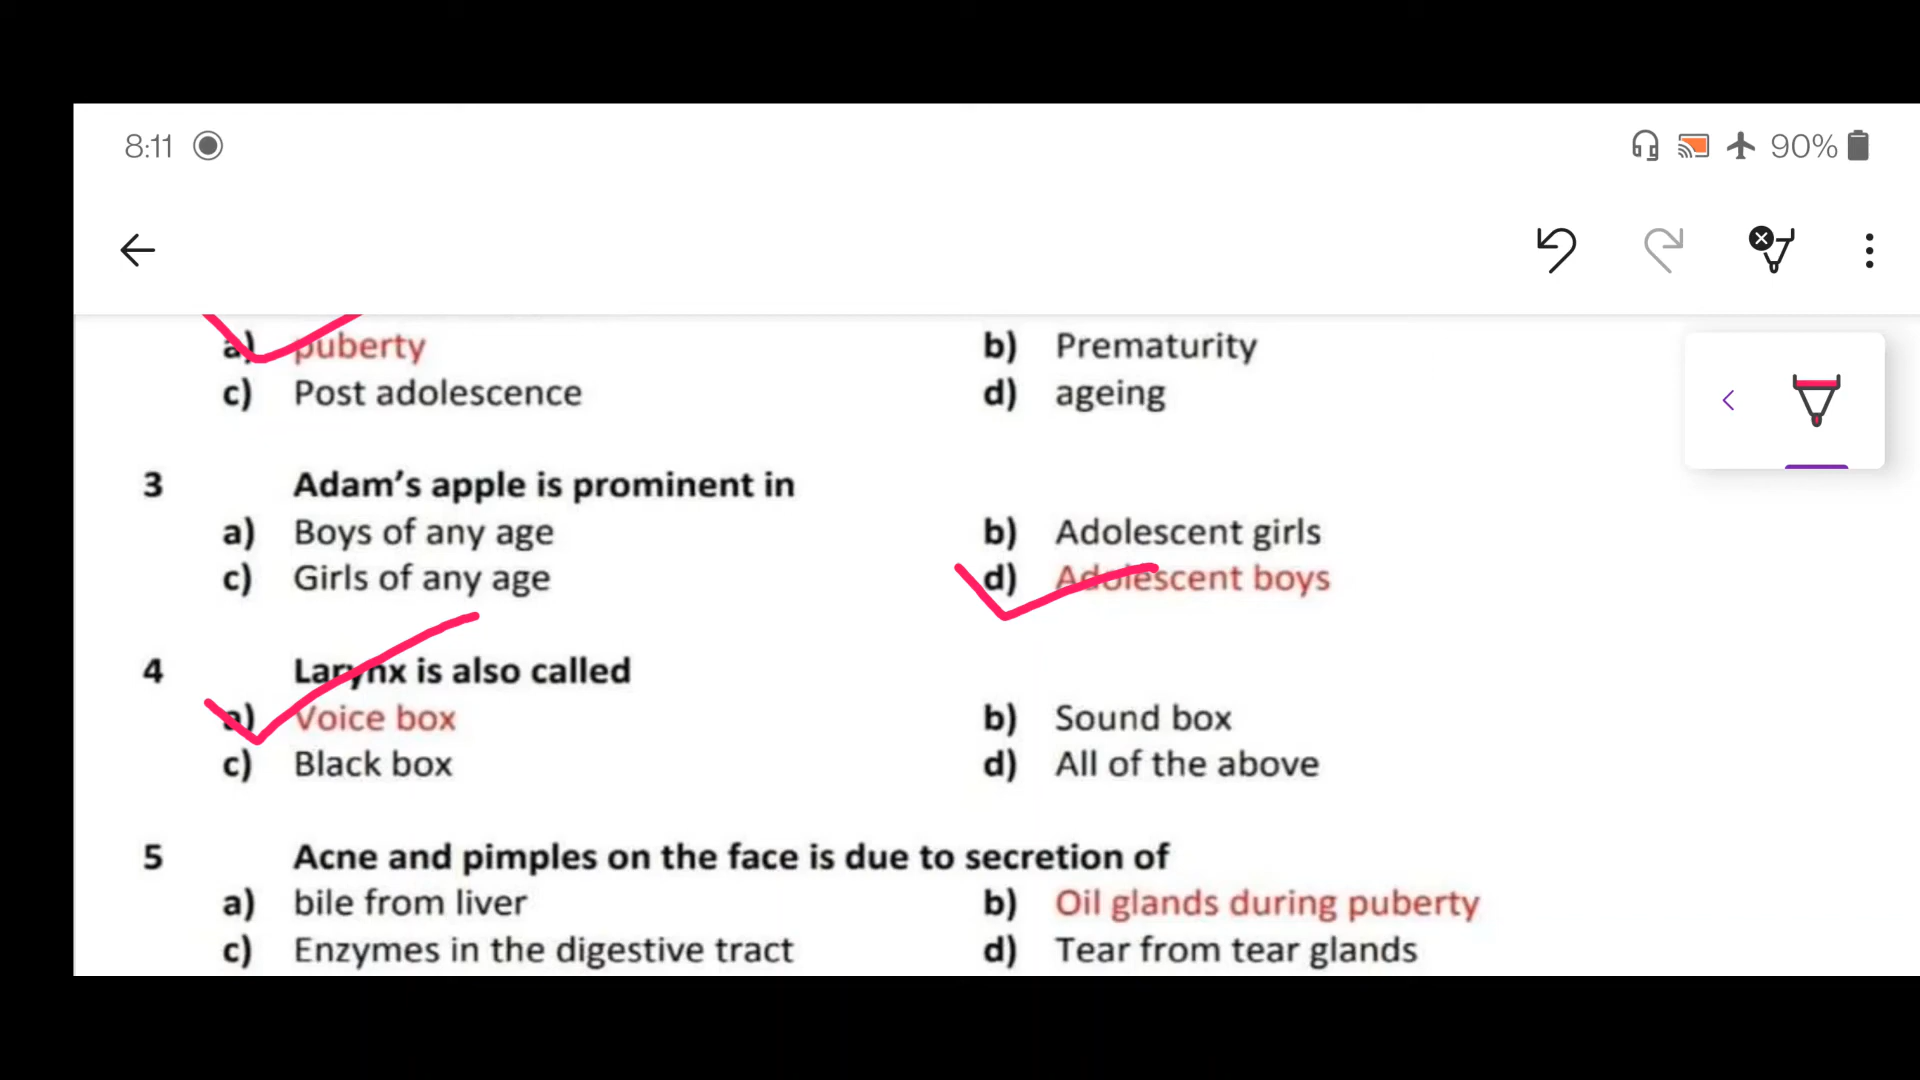 8:11 90%
a) puberty b) Prematurity
c) Post adolescence d) ageing
3 Adam's apple is prominent in
a) Boys of any age b) Adolescent girls
c) Girls of any age d) Adolescent boys
4 Larynx is also called
a) Voice box b) Sound box
c) Black box d) All of the above
5 Acne and pimples on the face is due to secretion of
a) bile from liver b) Oil glands during puberty
c) Enzymes in the digestive tract d) Tear from tear glands